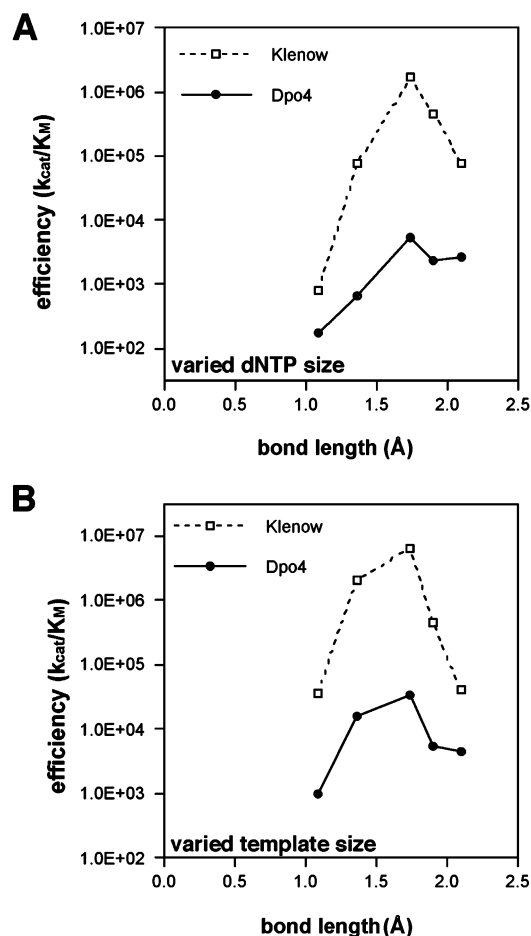 A
1.0E+07
1.0E+06
1.0E+05
1.0E+04
1.0E+03
1.0E+02
efficiency (kcat/KM)
Klenow
Dpo4
varied dNTP size
0.0 0.5 1.0 1.5 2.0 2.5
bond length (Å)
B
1.0E+07
1.0E+06
1.0E+05
1.0E+04
1.0E+03
1.0E+02
efficiency (kcat/KM)
Klenow
Dpo4
varied template size
0.0 0.5 1.0 1.5 2.0 2.5
bond length (Å)